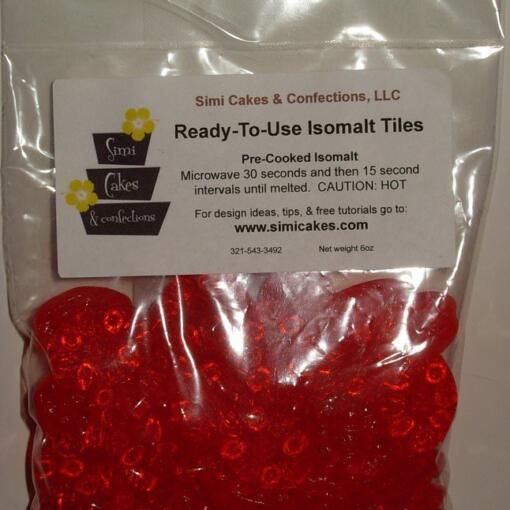 Simi Cakes & Confections, LLC
Ready-To-Use Isomalt Tiles
Simi
Cakes
& confections
Pre-Cooked Isomalt
Microwave 30 seconds and then 15 second
intervals until melted. CAUTION: HOT
For design ideas, tips, & free tutorials go to:
www.simicakes.com
321-543-3492 Net weight 6oz